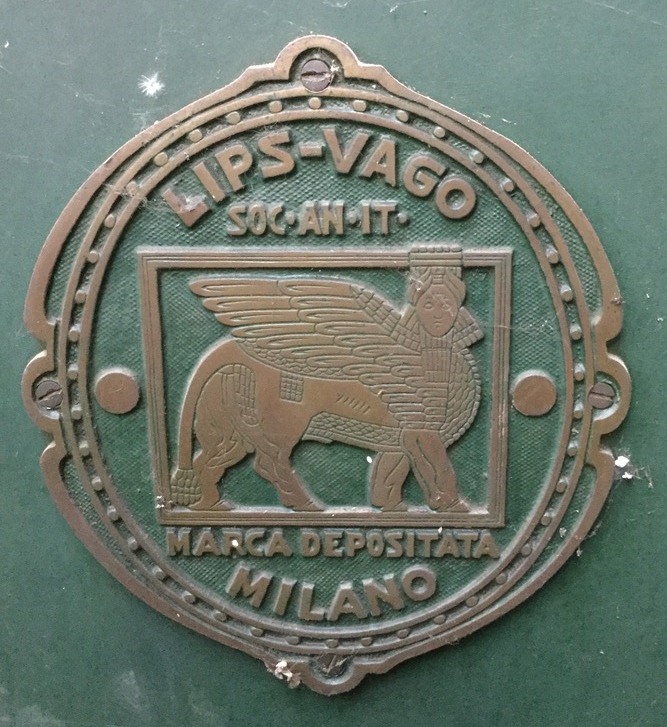 LIPS-VAGO
SOC·AN·IT·
MARCA DEPOSITATA
MILANO